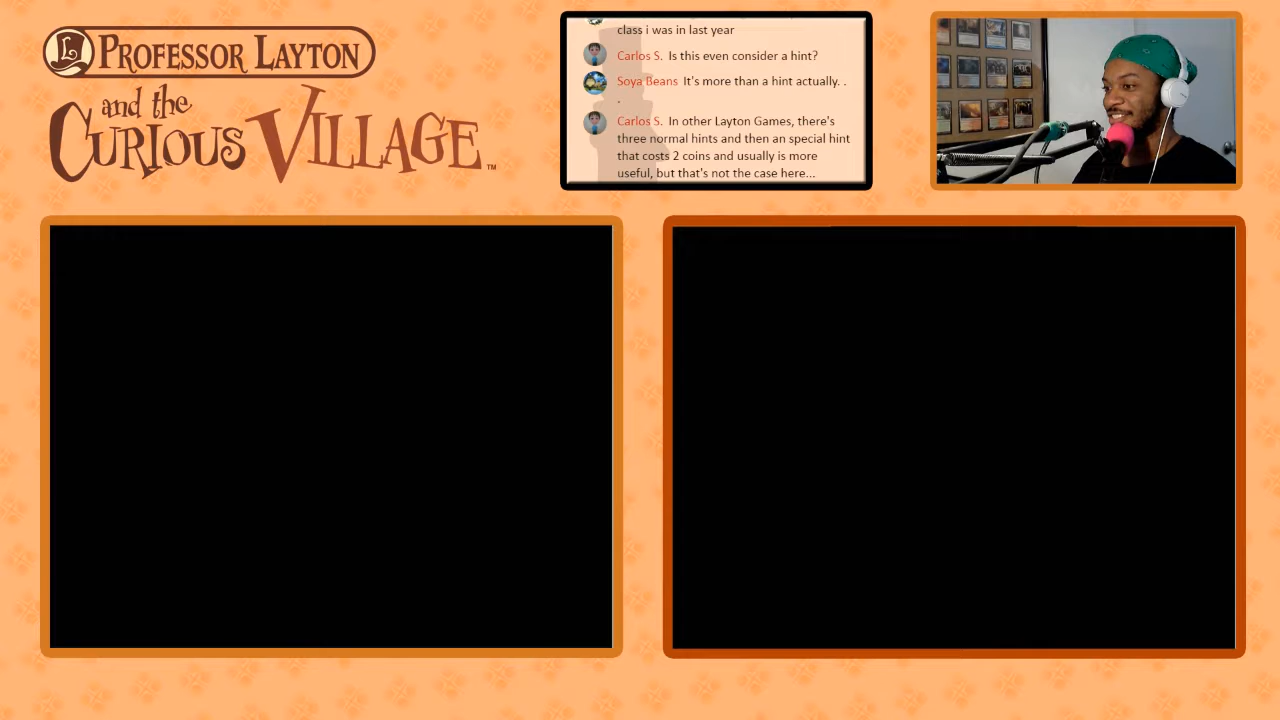 PROFESSOR LAYTON
and the
CURIOUS VILLAGE™
class i was in last year
Carlos S. Is this even consider a hint?
Soya Beans It's more than a hint actually. .
.
Carlos S. In other Layton Games, there's
three normal hints and then an special hint
that costs 2 coins and usually is more
useful, but that's not the case here...